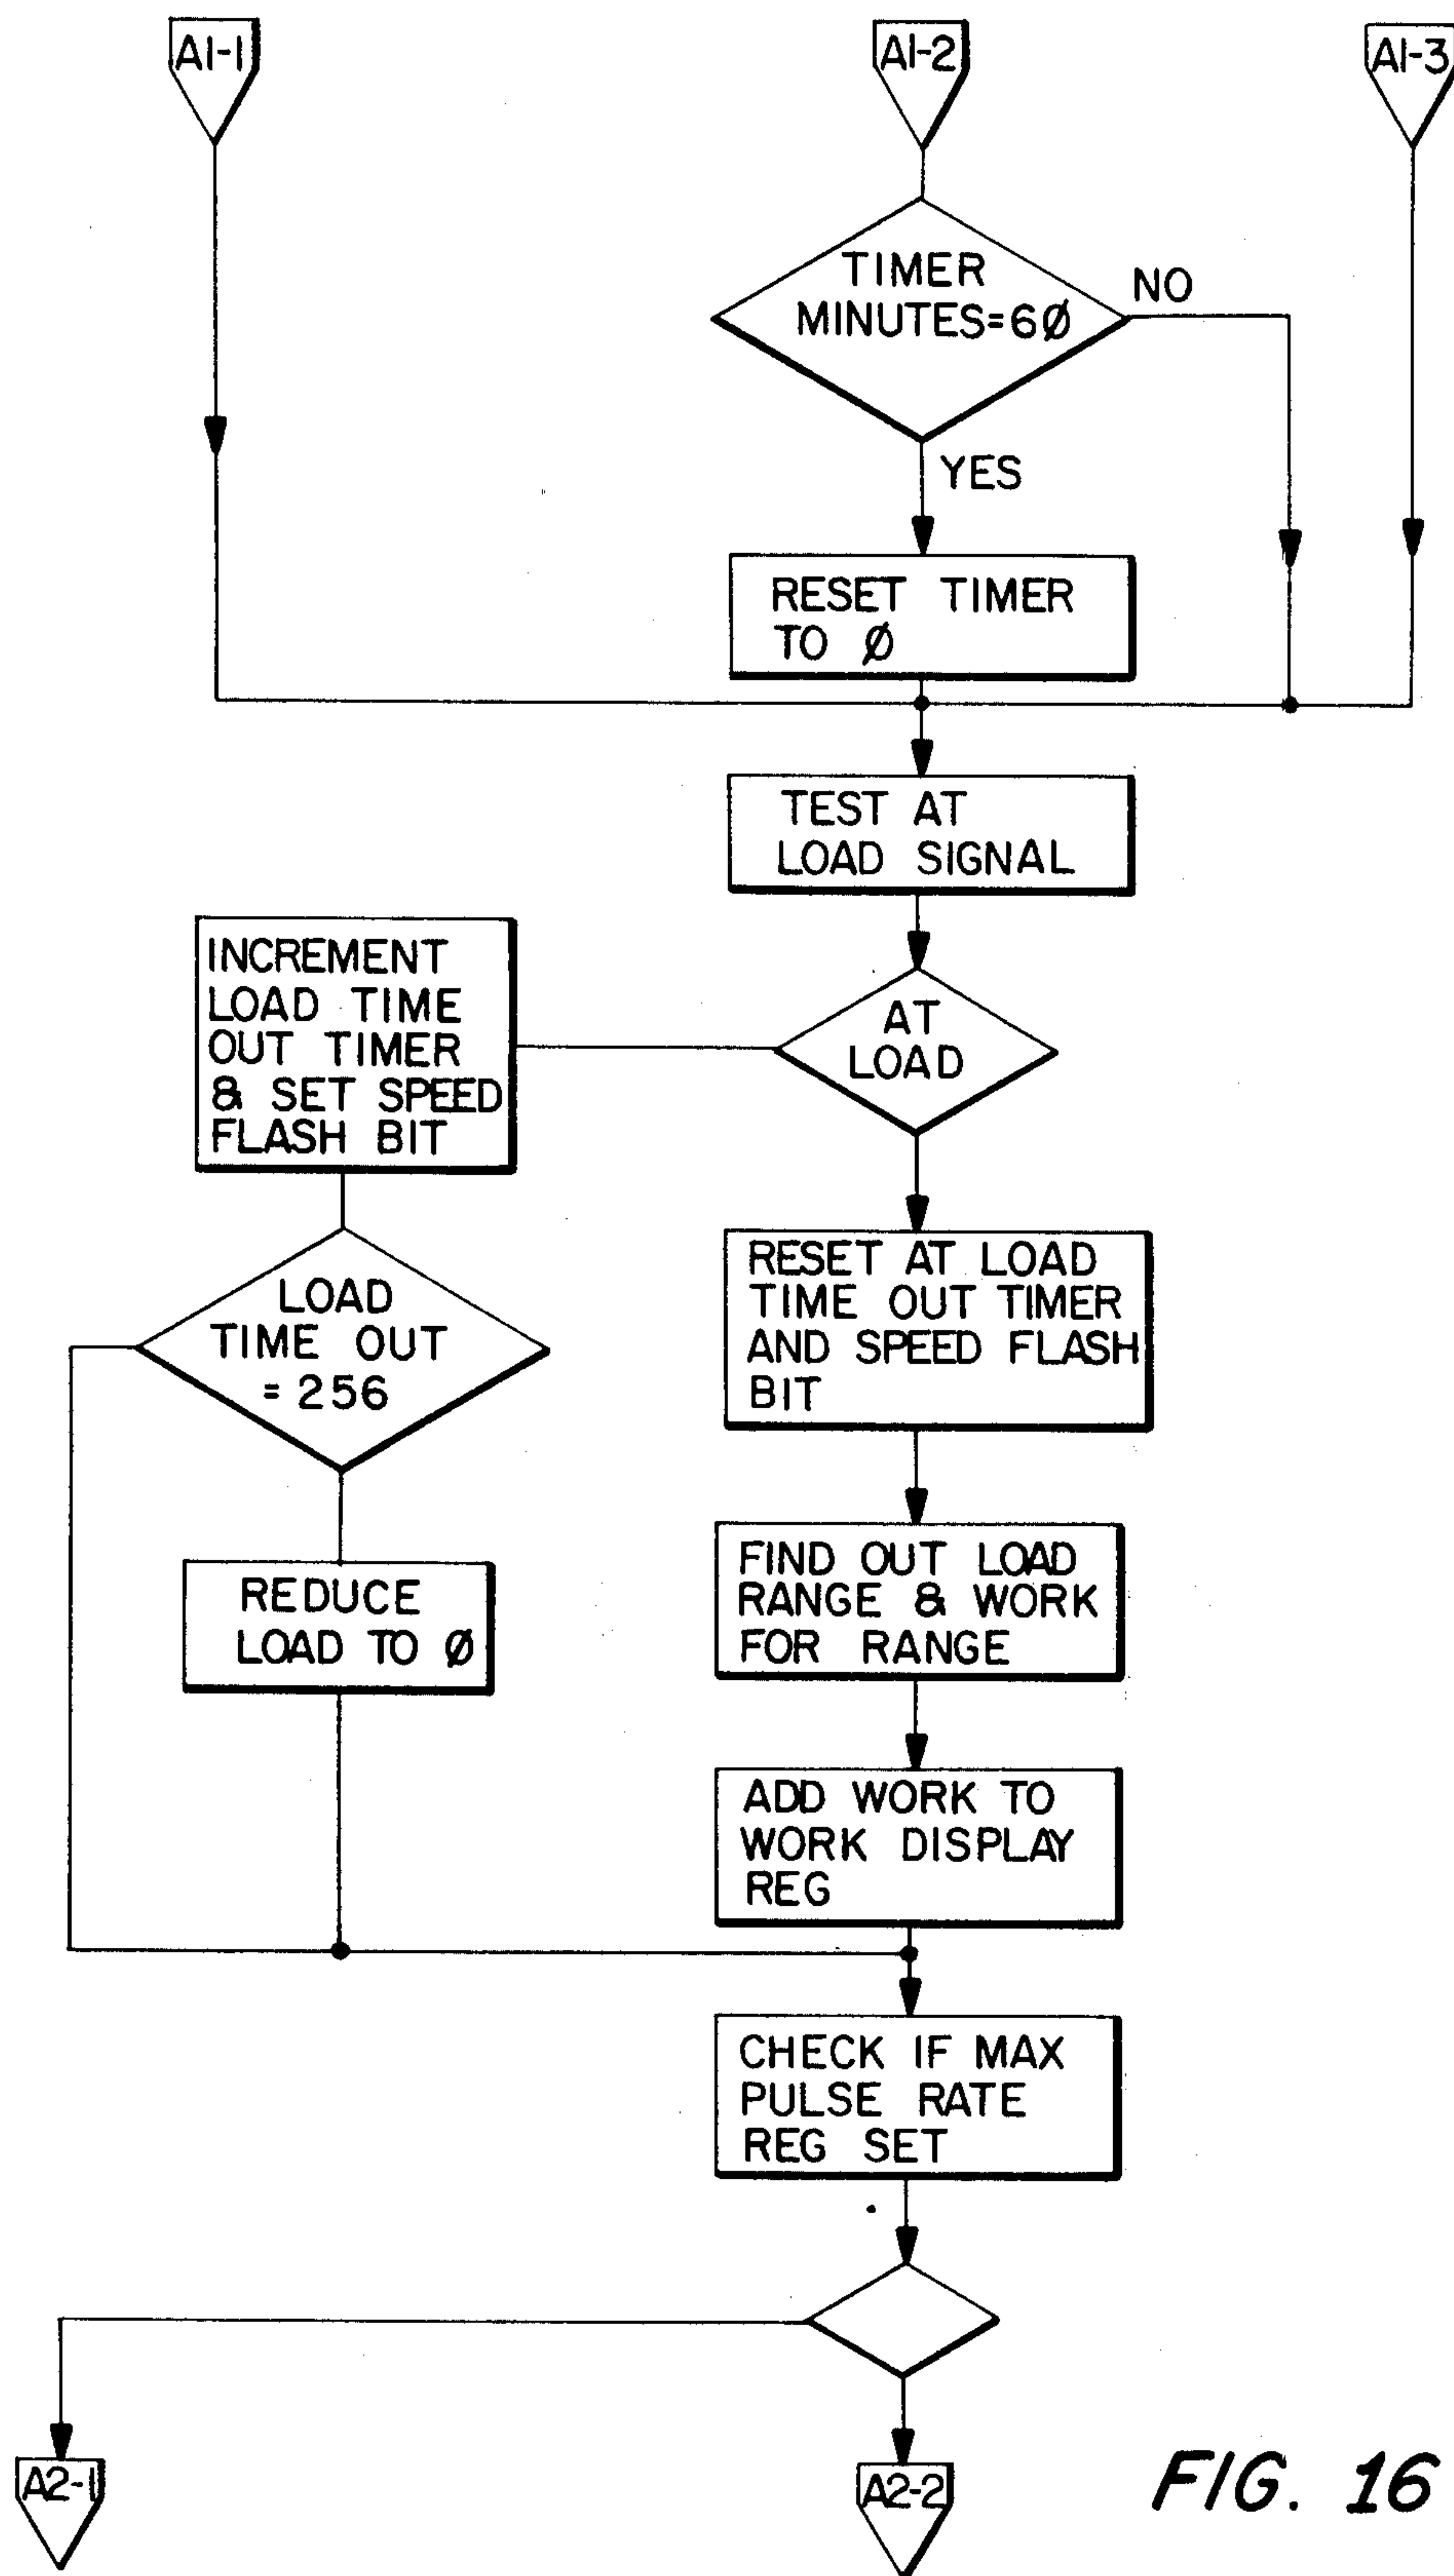 A1-1
A1-2
A1-3
TIMER
MINUTES=6Ø
NO
YES
RESET TIMER
TO Ø
TEST AT
LOAD SIGNAL
AT
LOAD
INCREMENT
LOAD TIME
OUT TIMER
& SET SPEED
FLASH BIT
LOAD
TIME OUT
= 256
REDUCE
LOAD TO Ø
RESET AT LOAD
TIME OUT TIMER
AND SPEED FLASH
BIT
FIND OUT LOAD
RANGE & WORK
FOR RANGE
ADD WORK TO
WORK DISPLAY
REG
CHECK IF MAX
PULSE RATE
REG SET
A2-1
A2-2
FIG. 16